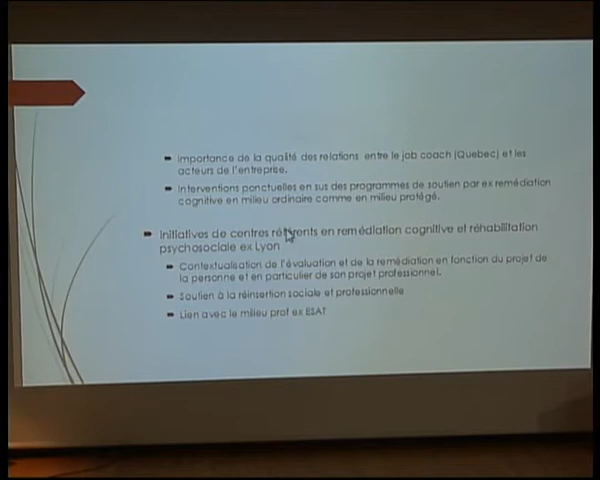 Importance de la qualité des relations entre le job coach (Quebec) et les
acteurs de l'entreprise.
Interventions ponctuelles en sus des programmes de soutien par ex remédiation
cognitive en milieu ordinaire comme en milieu protégé.
Initiatives de centres référents en remédiation cognitive et réhabilitation
psychosociale ex Lyon
Contextualisation de l'évaluation et de la remédiation en fonction du projet de
la personne et en particulier de son projet professionnel.
Soutien à la réinsertion sociale et professionnelle
Lien avec le milieu prof ex ESAT